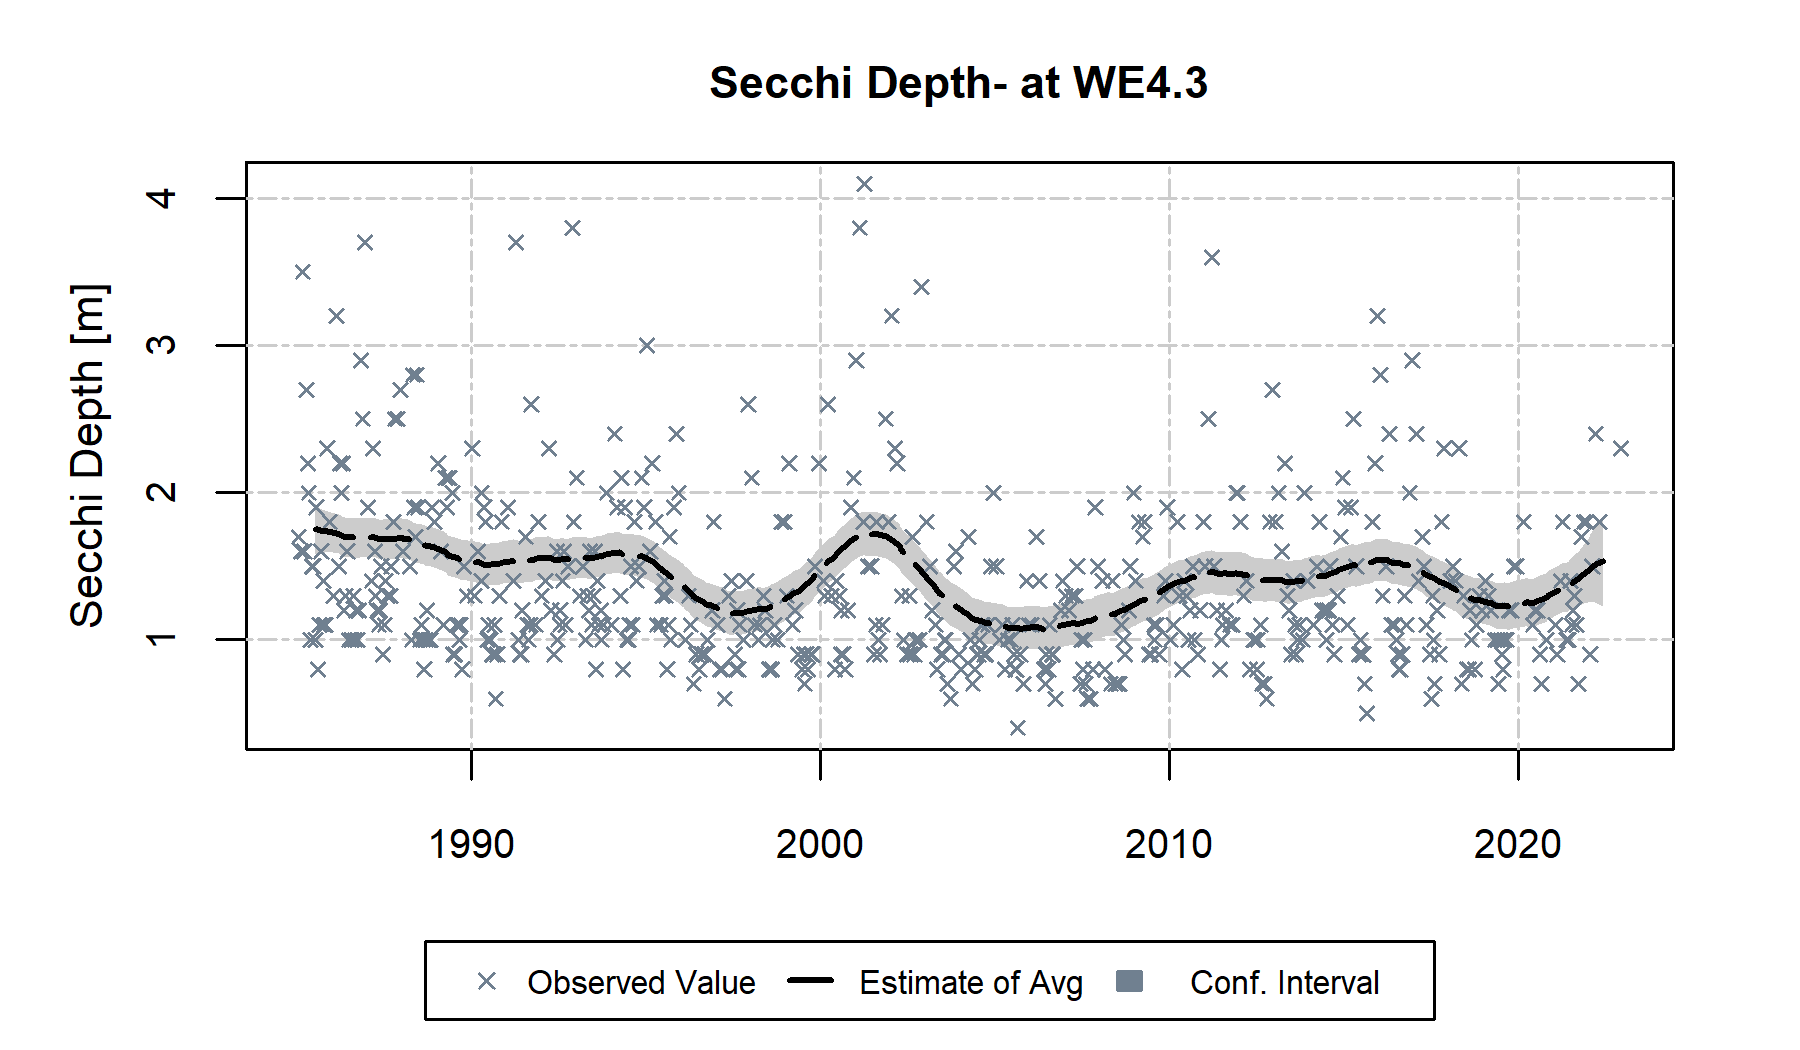 Secchi Depth- at WE4.3
Secchi Depth [m]
4
3
2
1
1990 2000 2010 2020
Observed Value Estimate of Avg Conf. Interval